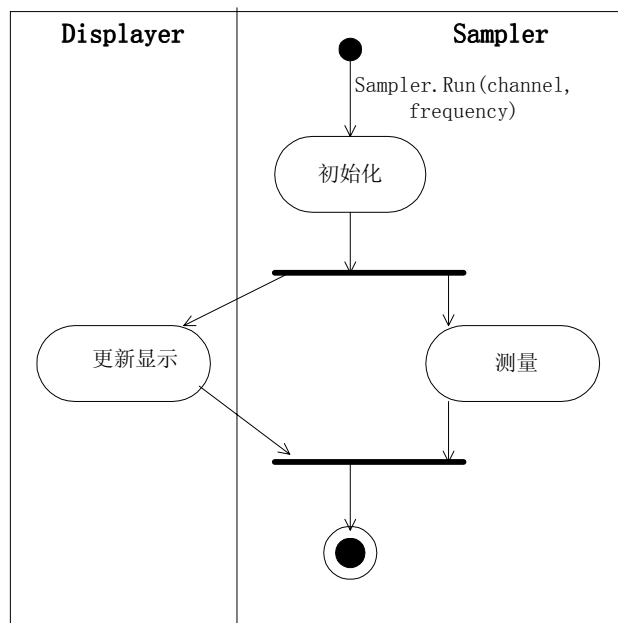 Displayer
Sampler
Sampler.Run(channel,
frequency)
初始化
更新显示
测量